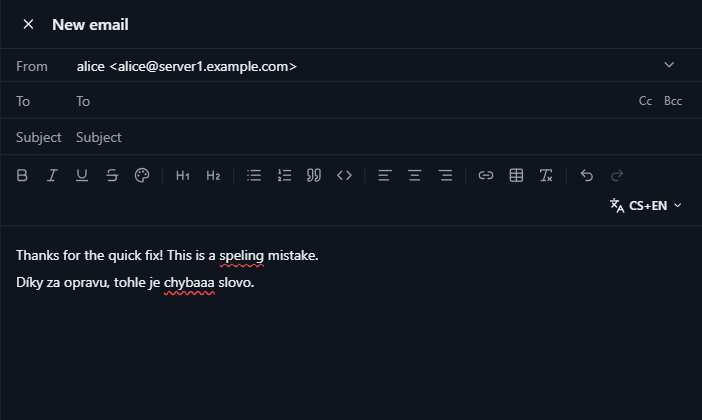 New email
From alice <alice@server1.example.com>
To To Cc Bcc
Subject Subject
B I U S H1 H2
CS+EN
Thanks for the quick fix! This is a speling mistake.
Díky za opravu, tohle je chybaaa slovo.